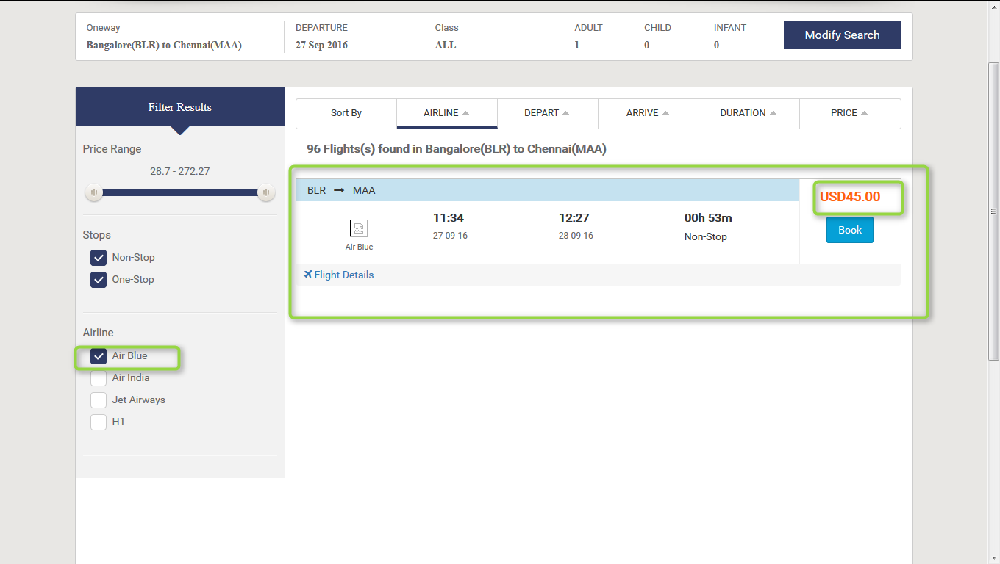 Oneway
DEPARTURE
Class
ADULT
CHILD
INFANT
Modify Search
Bangalore(BLR) to Chennai(MAA)
27 Sep 2016
ALL
1
0
0
Filter Results
Price Range
28.7 - 272.27
Stops
Non-Stop
One-Stop
Airline
Air Blue
Air India
Jet Airways
H1
Sort By
AIRLINE
DEPART
ARRIVE
DURATION
PRICE
96 Flights(s) found in Bangalore(BLR) to Chennai(MAA)
BLR → MAA
USD45.00
11:34
12:27
00h 53m
Book
27-09-16
28-09-16
Non-Stop
Air Blue
Flight Details